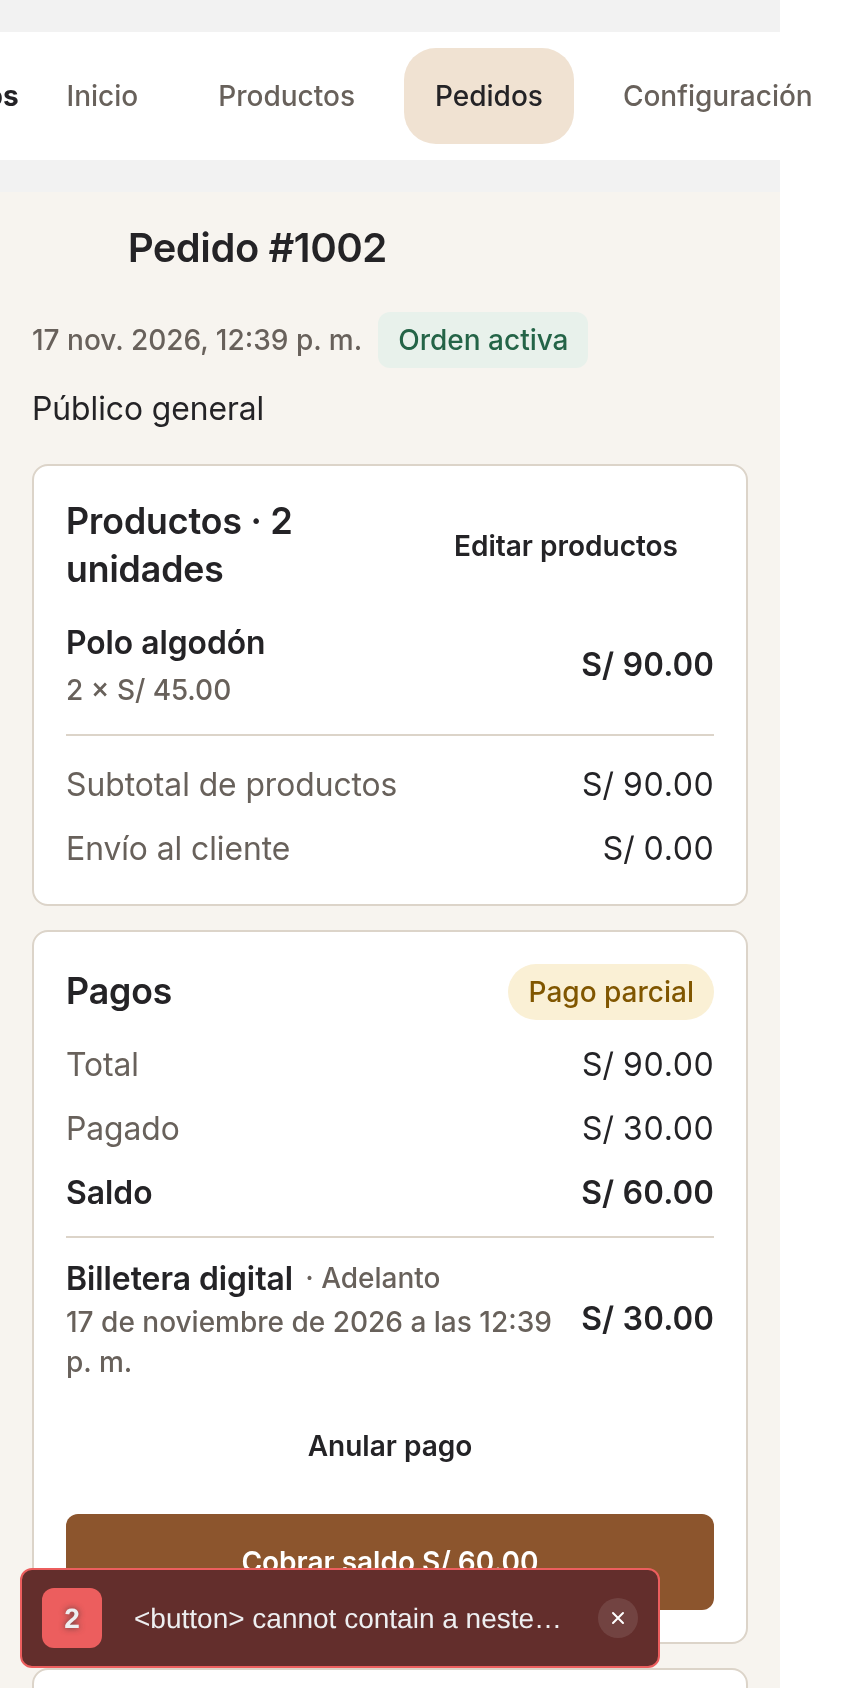 os Inicio Productos Pedidos Configuración
Pedido #1002
17 nov. 2026, 12:39 p. m. Orden activa
Público general
Productos · 2
unidades
Editar productos
Polo algodón
S/ 90.00
2 × S/ 45.00
Subtotal de productos S/ 90.00
Envío al cliente S/ 0.00
Pagos Pago parcial
Total S/ 90.00
Pagado S/ 30.00
Saldo S/ 60.00
Billetera digital · Adelanto
17 de noviembre de 2026 a las 12:39
p. m.
S/ 30.00
Anular pago
Cobrar saldo S/ 60.00
2 <button> cannot contain a neste…